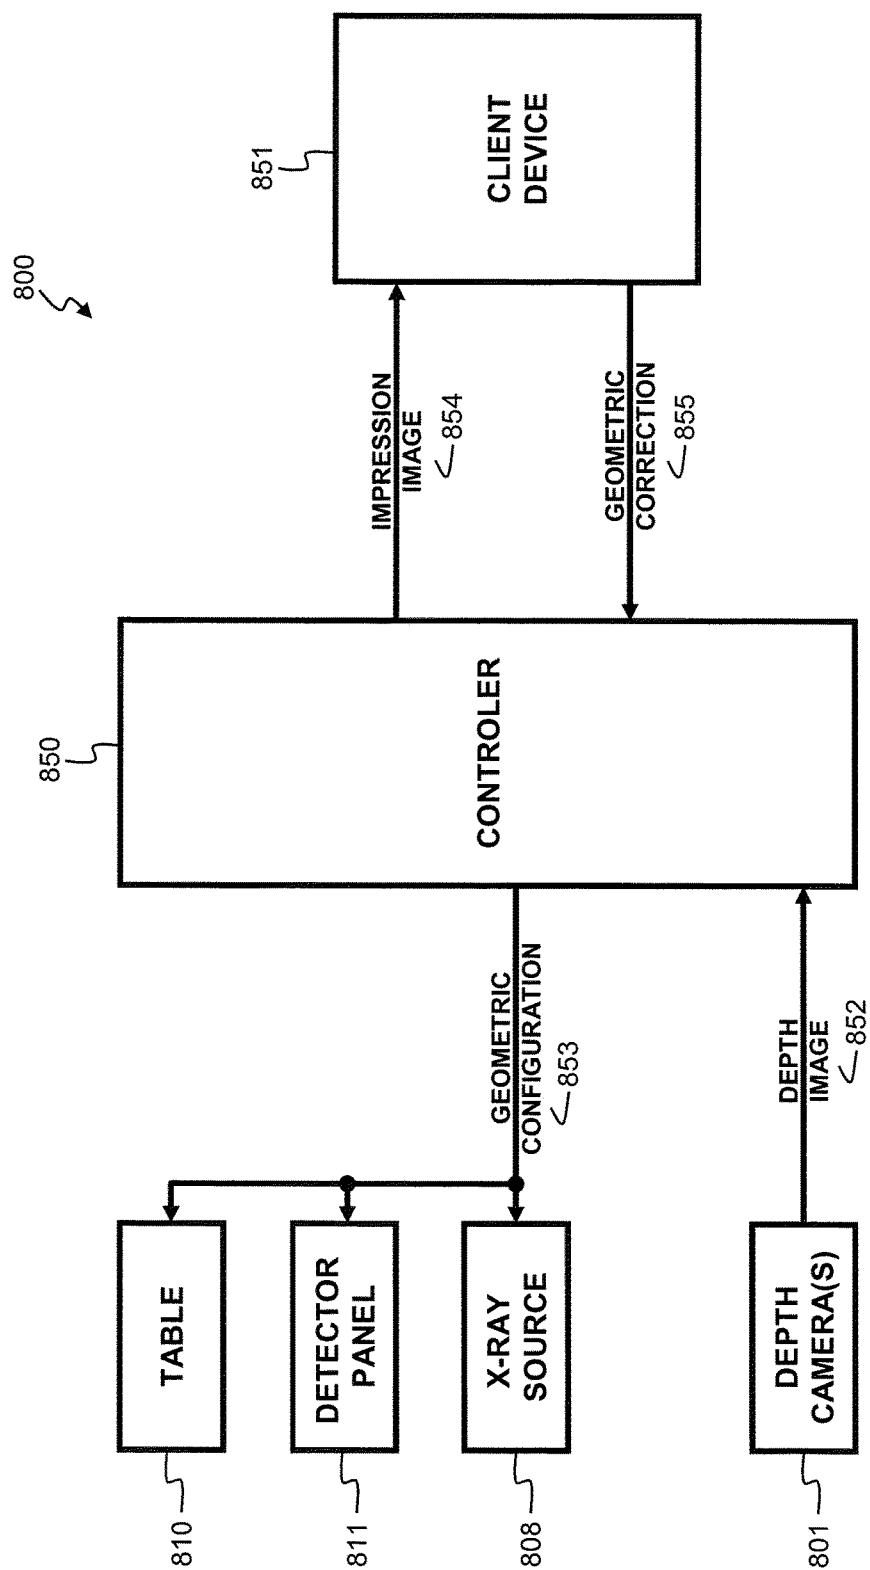 800
810
TABLE
811
DETECTOR
PANEL
808
X-RAY
SOURCE
801
DEPTH
CAMERA(S)
GEOMETRIC
CONFIGURATION
853
DEPTH
IMAGE
852
850
CONTROLER
IMPRESSION
IMAGE
854
GEOMETRIC
CORRECTION
855
851
CLIENT
DEVICE